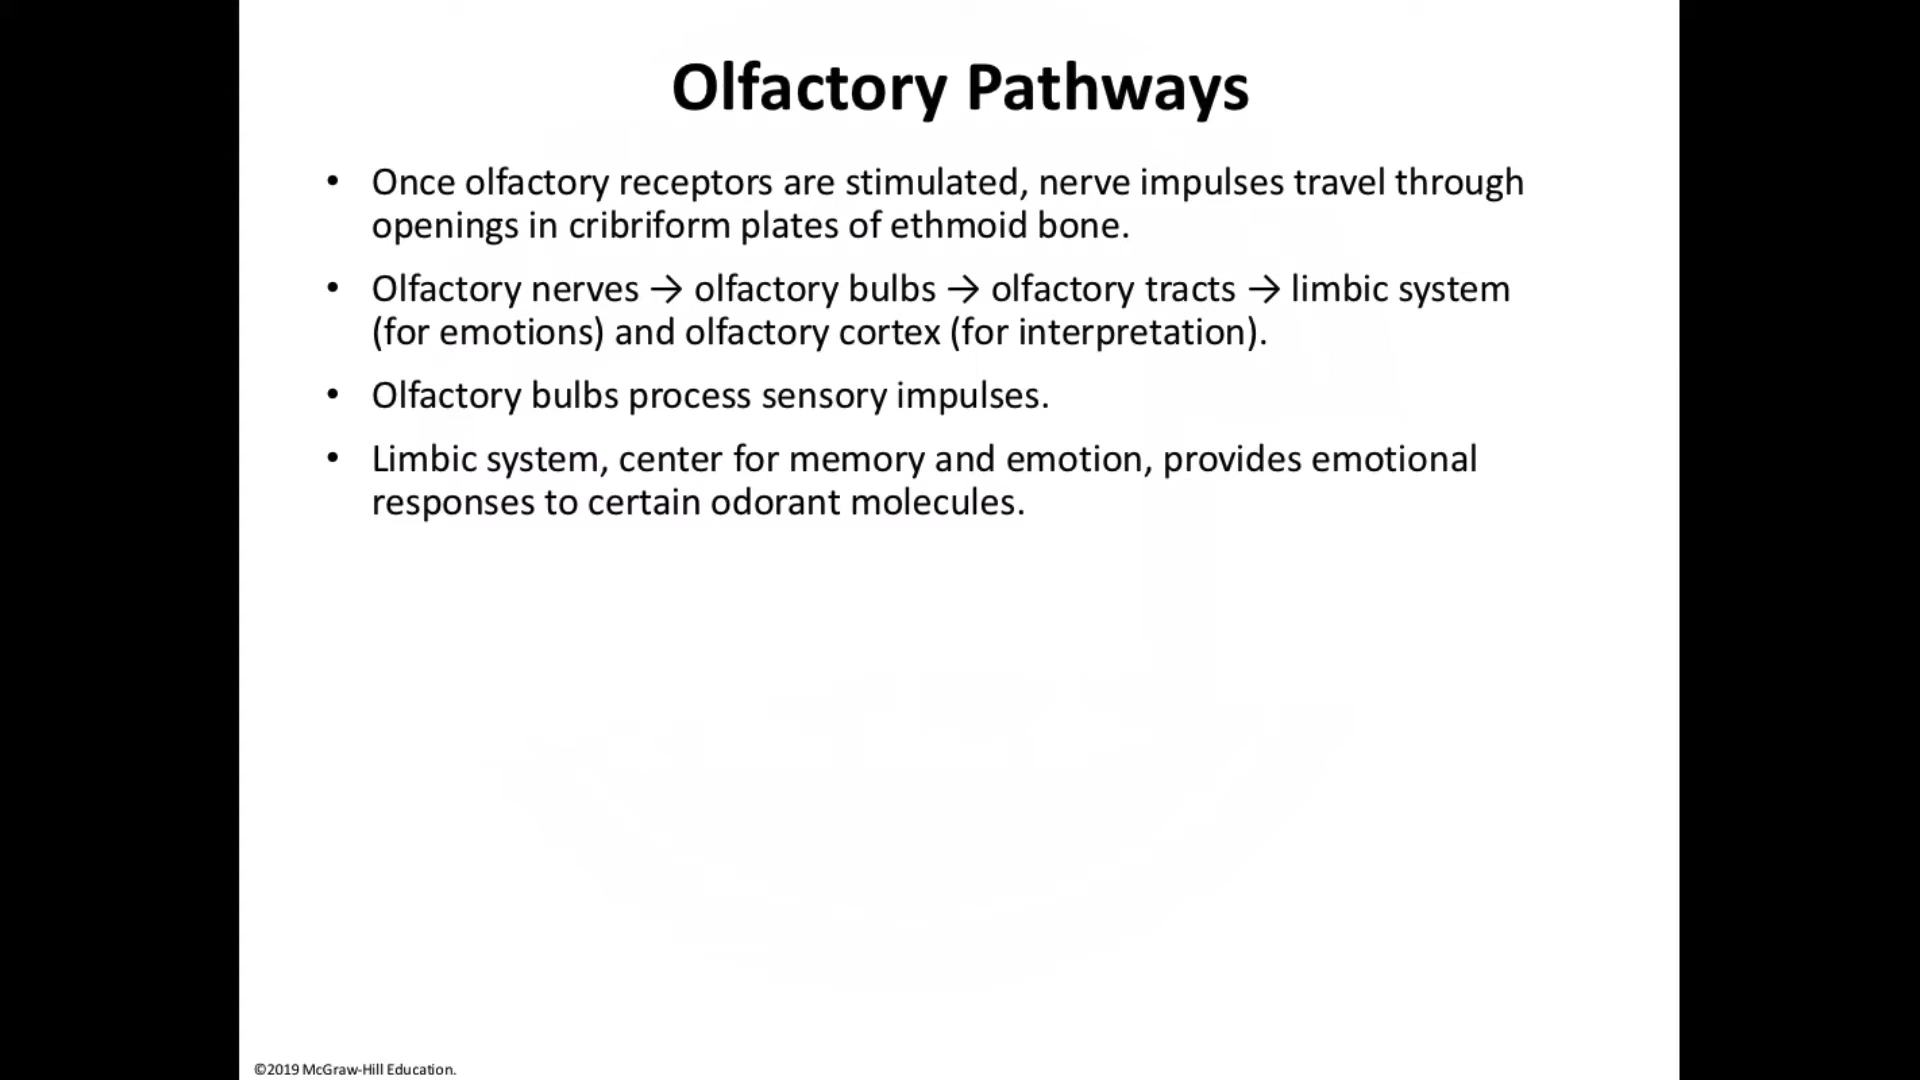 Olfactory Pathways
• Once olfactory receptors are stimulated, nerve impulses travel through
openings in cribriform plates of ethmoid bone.
• Olfactory nerves → olfactory bulbs → olfactory tracts → limbic system
(for emotions) and olfactory cortex (for interpretation).
• Olfactory bulbs process sensory impulses.
• Limbic system, center for memory and emotion, provides emotional
responses to certain odorant molecules.
©2019 McGraw-Hill Education.